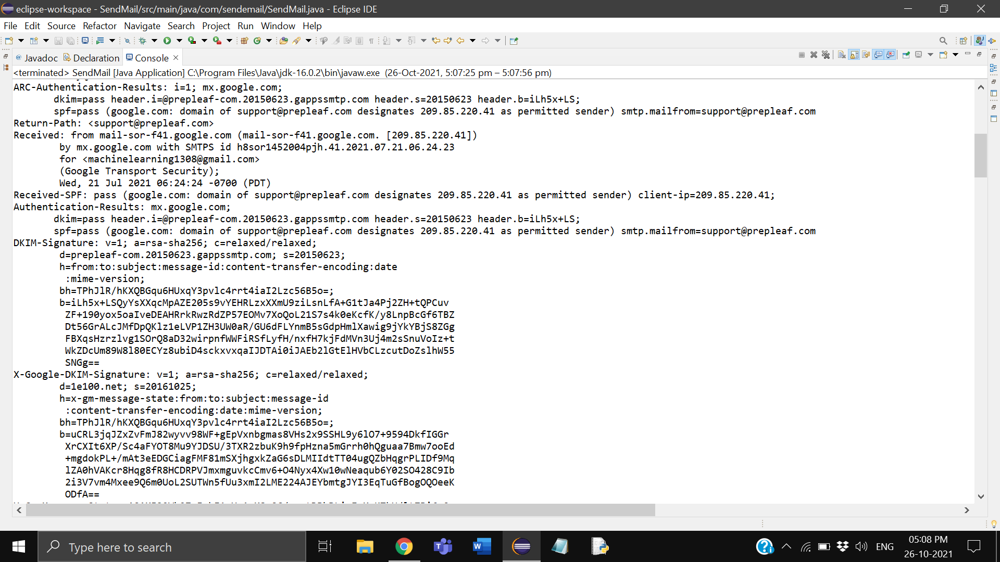 eclipse-workspace - SendMail/src/main/java/com/sendemail/SendMail.java - Eclipse IDE
File Edit Source Refactor Navigate Search Project Run Window Help
@ Javadoc Declaration Console
<terminated> SendMail [Java Application] C:\Program Files\Java\jdk-16.0.2\bin\javaw.exe (26-Oct-2021, 5:07:25 pm – 5:07:56 pm)
ARC-Authentication-Results: i=1; mx.google.com;
dkim=pass header.i=@prepleaf-com.20150623.gappssmtp.com header.s=20150623 header.b=iLh5x+LS;
spf=pass (google.com: domain of support@prepleaf.com designates 209.85.220.41 as permitted sender) smtp.mailfrom=support@prepleaf.com
Return-Path: <support@prepleaf.com>
Received: from mail-sor-f41.google.com (mail-sor-f41.google.com. [209.85.220.41])
by mx.google.com with SMTPS id h8sor1452004pjh.41.2021.07.21.06.24.23
for <machinelearning1308@gmail.com>
(Google Transport Security);
Wed, 21 Jul 2021 06:24:24 -0700 (PDT)
Received-SPF: pass (google.com: domain of support@prepleaf.com designates 209.85.220.41 as permitted sender) client-ip=209.85.220.41;
Authentication-Results: mx.google.com;
dkim=pass header.i=@prepleaf-com.20150623.gappssmtp.com header.s=20150623 header.b=iLh5x+LS;
spf=pass (google.com: domain of support@prepleaf.com designates 209.85.220.41 as permitted sender) smtp.mailfrom=support@prepleaf.com
DKIM-Signature: v=1; a=rsa-sha256; c=relaxed/relaxed;
d=prepleaf-com.20150623.gappssmtp.com; s=20150623;
h=from:to:subject:message-id:content-transfer-encoding:date
:mime-version;
bh=TPhJlR/hKXQBGqu6HUxqY3pvlc4rrt4iaI2Lzc56B5o=;
b=iLh5x+LSQyYsXXqcMpAZE205s9vYEHRLzxXXmU9ziLsnLfA+G1tJa4Pj2ZH+tQPCuv
ZF+190yox5oaIveDEAHRrkRwzRdZP57EOMv7XoQoL21S7s4k0eKcfK/y8LnpBcGf6TBZ
Dt56GrALcJMfDpQKlz1eLVP1ZH3UW0aR/GU6dFLYnmB5sGdpHmlXawig9jYkYBjS8ZGg
FBXqsHzrzlvg1SOrQ8aD32wirpnfWWFiRSfLyfH/nxfH7kjFdMVn3Uj4m2sSnuVoIz+t
WkZDcUm89W8l80ECYz8ubiD4sckxvxqaIJDTAi0iJAEb2lGtElHVbCLzcutDoZslhW55
SNGg==
X-Google-DKIM-Signature: v=1; a=rsa-sha256; c=relaxed/relaxed;
d=1e100.net; s=20161025;
h=x-gm-message-state:from:to:subject:message-id
:content-transfer-encoding:date:mime-version;
bh=TPhJlR/hKXQBGqu6HUxqY3pvlc4rrt4iaI2Lzc56B5o=;
b=uCRL3jqJZxZvFmJ82wyvv98WF+gEpVxnbgmas8VHs2x9SSHL9y6lO7+9594DkfIGGr
XrCXIt6XP/Sc4aFYOT8Mu9YJDSU/3TXR2zbuK9h9fpHzna5mGrrh0hQguaa7Bmw7ooEd
+mgdokPL+/mAt3eEDGCiagFMF81mSXjhgxkZaG6sDLMIIdtTT04ugQZbHqgrPLIDf9Mq
lZA0hVAKcr8Hqg8fR8HCDRPVJmxmguvkcCmv6+O4Nyx4Xw10wNeaqub6Y02SO428C9Ib
2i3V7vm4Mxee9Q6m0UoL2SUTWn5fUu3xmI2LME224AJEYbmtgJYI3EqTuGfBogOQOeeK
ODfA==
Type here to search
ENG
05:08 PM
26-10-2021